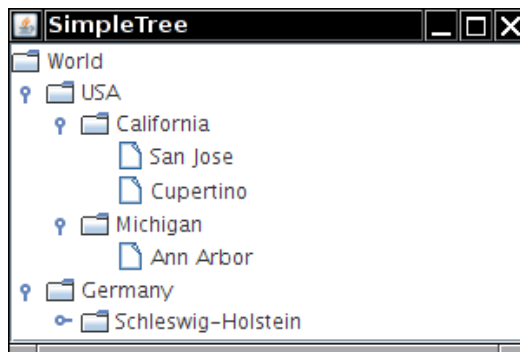 SimpleTree
World
USA
California
San Jose
Cupertino
Michigan
Ann Arbor
Germany
Schleswig-Holstein